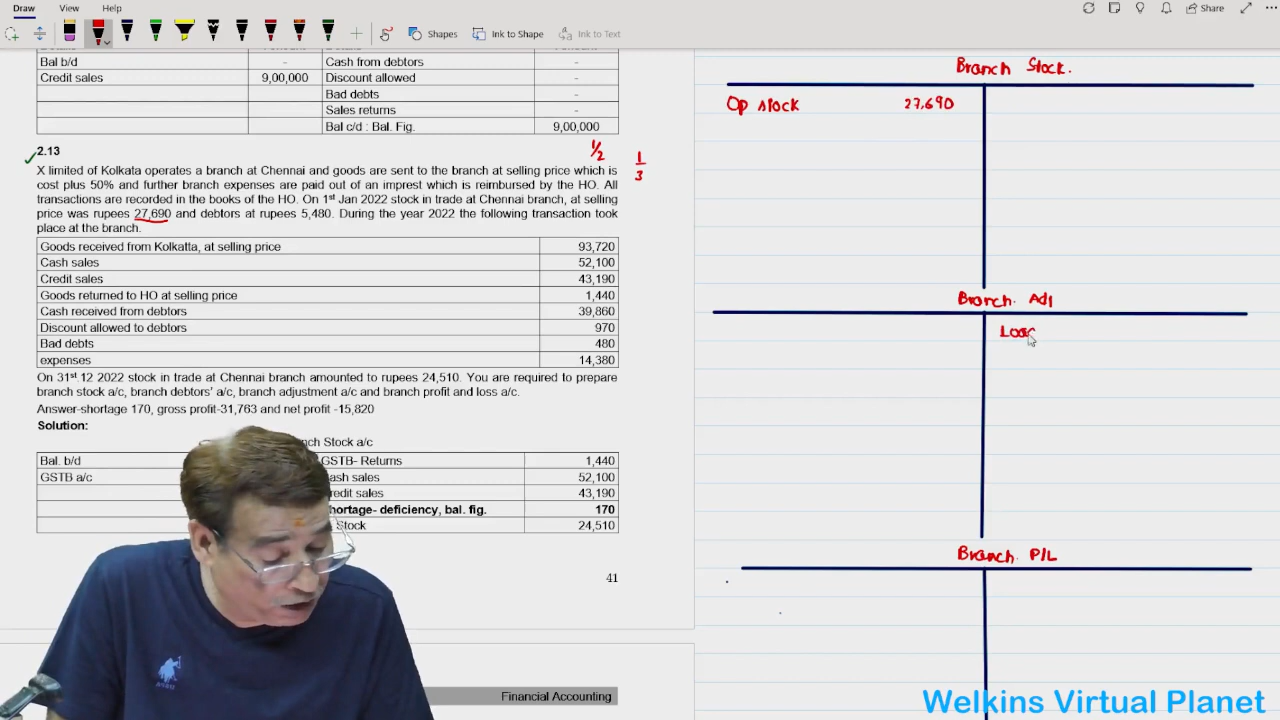 Draw View Help
Share
Shapes Ink to Shape Ink to Text
Bal b/d - Cash from debtors -
Credit sales 9,00,000 Discount allowed -
Bad debts -
Sales returns -
Bal c/d : Bal. Fig. 9,00,000
2.13
1/2
1/3
X limited of Kolkata operates a branch at Chennai and goods are sent to the branch at selling price which is
cost plus 50% and further branch expenses are paid out of an imprest which is reimbursed by the HO. All
transactions are recorded in the books of the HO. On 1st Jan 2022 stock in trade at Chennai branch, at selling
price was rupees 27,690 and debtors at rupees 5,480. During the year 2022 the following transaction took
place at the branch.
Goods received from Kolkatta, at selling price 93,720
Cash sales 52,100
Credit sales 43,190
Goods returned to HO at selling price 1,440
Cash received from debtors 39,860
Discount allowed to debtors 970
Bad debts 480
expenses 14,380
On 31st 12 2022 stock in trade at Chennai branch amounted to rupees 24,510. You are required to prepare
branch stock a/c, branch debtors' a/c, branch adjustment a/c and branch profit and loss a/c.
Answer-shortage 170, gross profit-31,763 and net profit -15,820
Solution:
Stock a/c
Bal. b/d GSTB- Returns 1,440
GSTB a/c sales 52,100
sales 43,190
deficiency, bal. fig. 170
Stock 24,510
41
Financial Accounting
Branch Stock.
Op stock 27,690
Branch. Adj
Branch. P/L
Welkins Virtual Planet